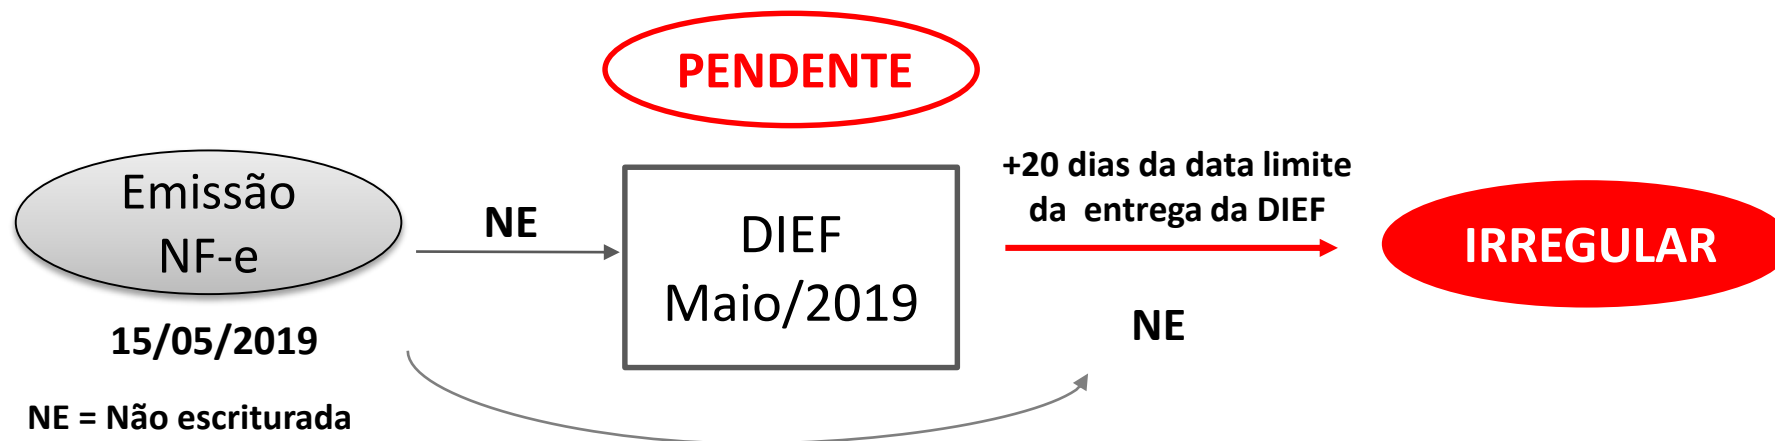 PENDENTE
Emissão
NF-e
15/05/2019
NE
DIEF
Maio/2019
+20 dias da data limite
da entrega da DIEF
NE
IRREGULAR
NE = Não escriturada